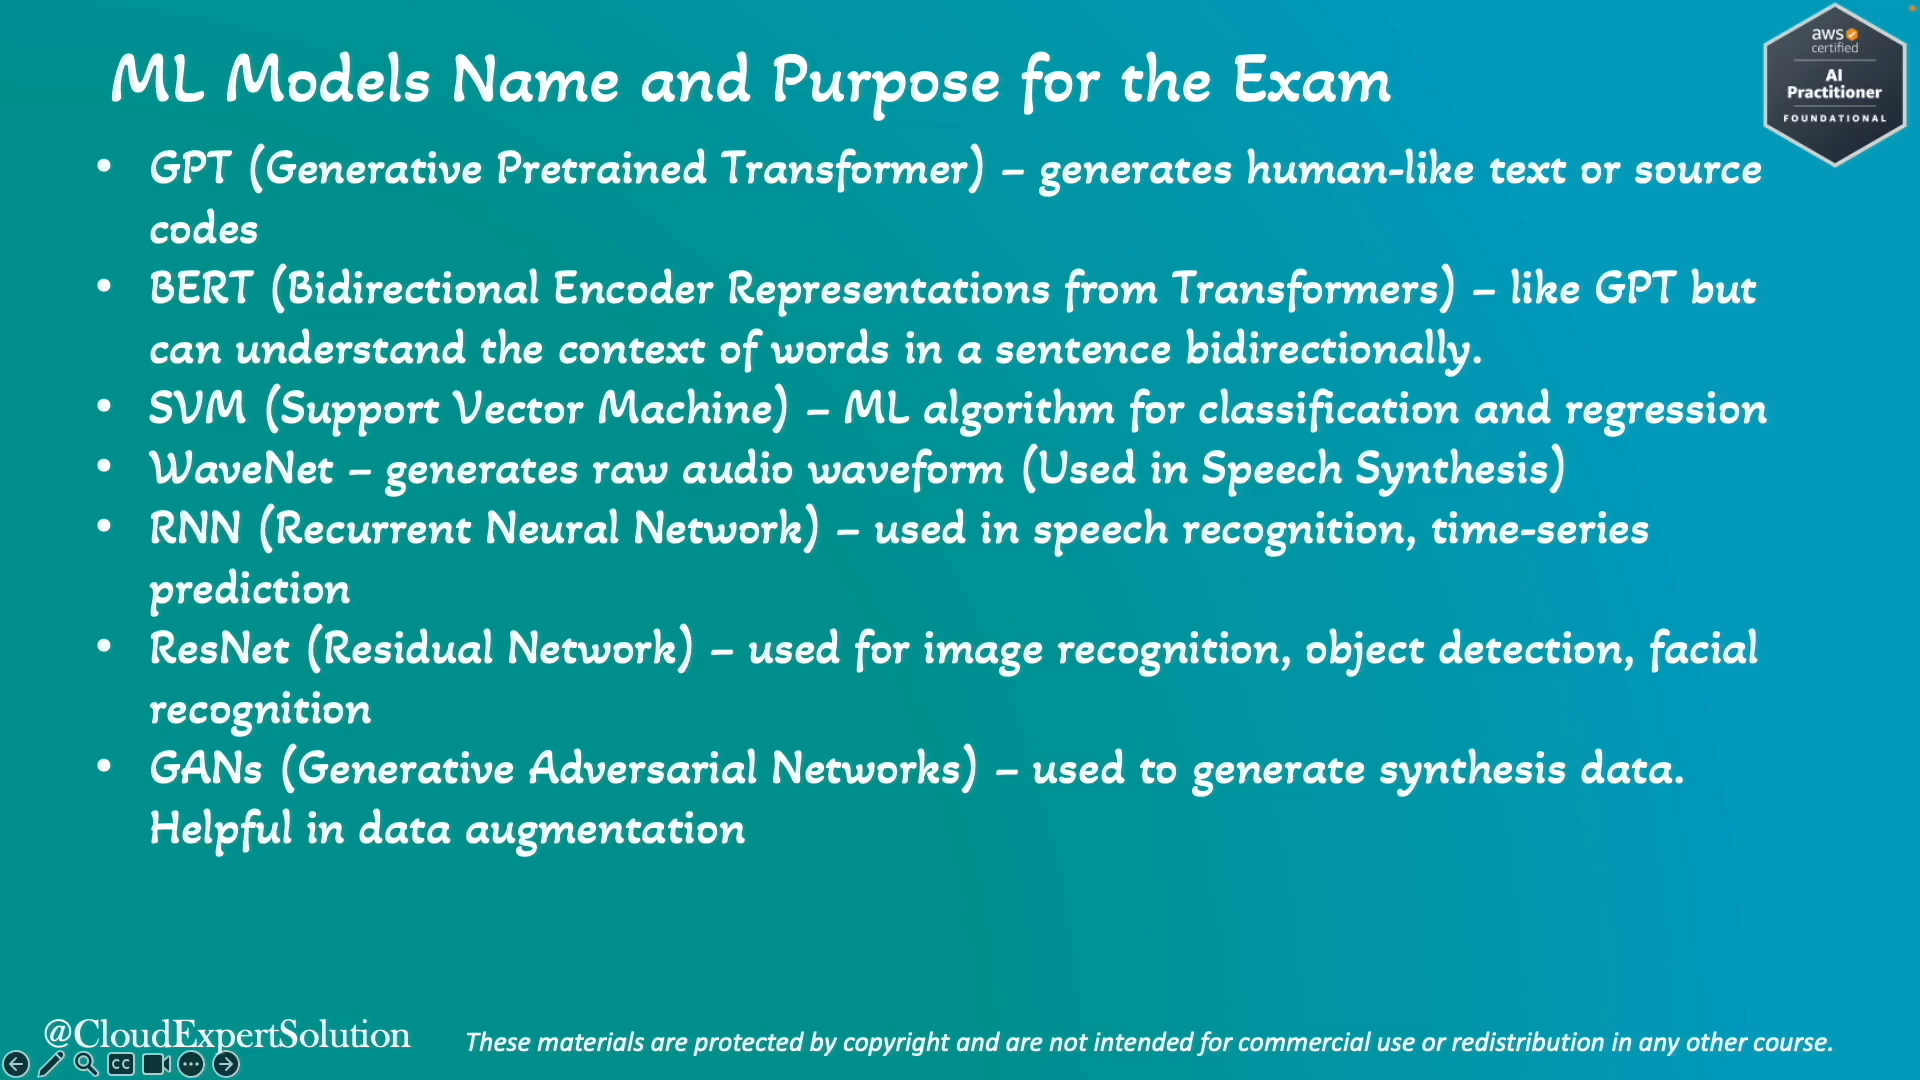 ML Models Name and Purpose for the Exam
aws
certified
AI
Practitioner
FOUNDATIONAL
• GPT (Generative Pretrained Transformer) – generates human-like text or source
codes
• BERT (Bidirectional Encoder Representations from Transformers) – like GPT but
can understand the context of words in a sentence bidirectionally.
• SVM (Support Vector Machine) – ML algorithm for classification and regression
• WaveNet – generates raw audio waveform (Used in Speech Synthesis)
• RNN (Recurrent Neural Network) – used in speech recognition, time-series
prediction
• ResNet (Residual Network) – used for image recognition, object detection, facial
recognition
• GANs (Generative Adversarial Networks) – used to generate synthesis data.
Helpful in data augmentation
@CloudExpertSolution
These materials are protected by copyright and are not intended for commercial use or redistribution in any other course.
CC